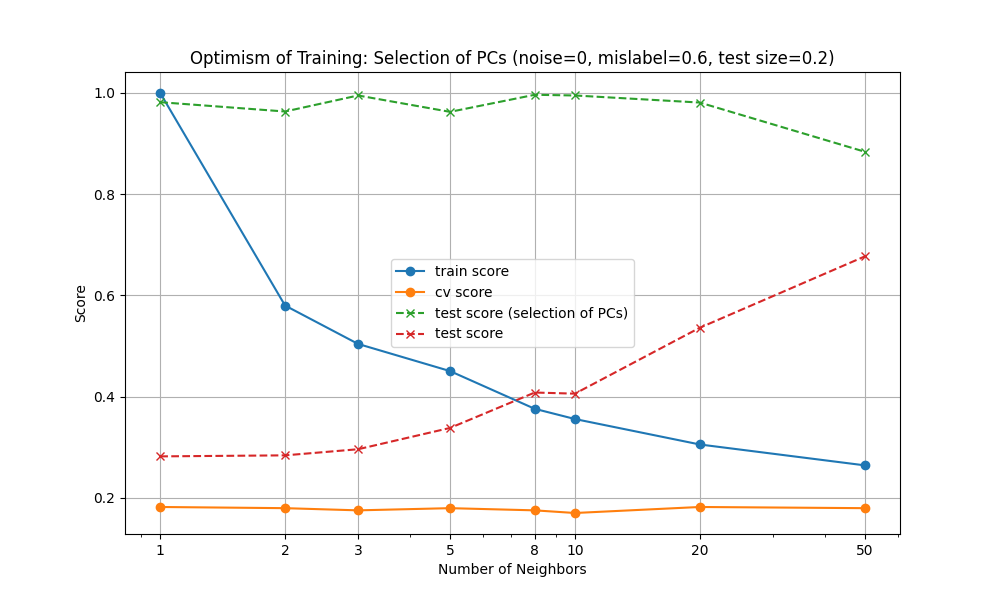 Optimism of Training: Selection of PCs (noise=0, mislabel=0.6, test size=0.2)
1.0
0.8
0.6
0.4
0.2
Score
train score
cv score
test score (selection of PCs)
test score
1 2 3 5 8 10 20 50
Number of Neighbors